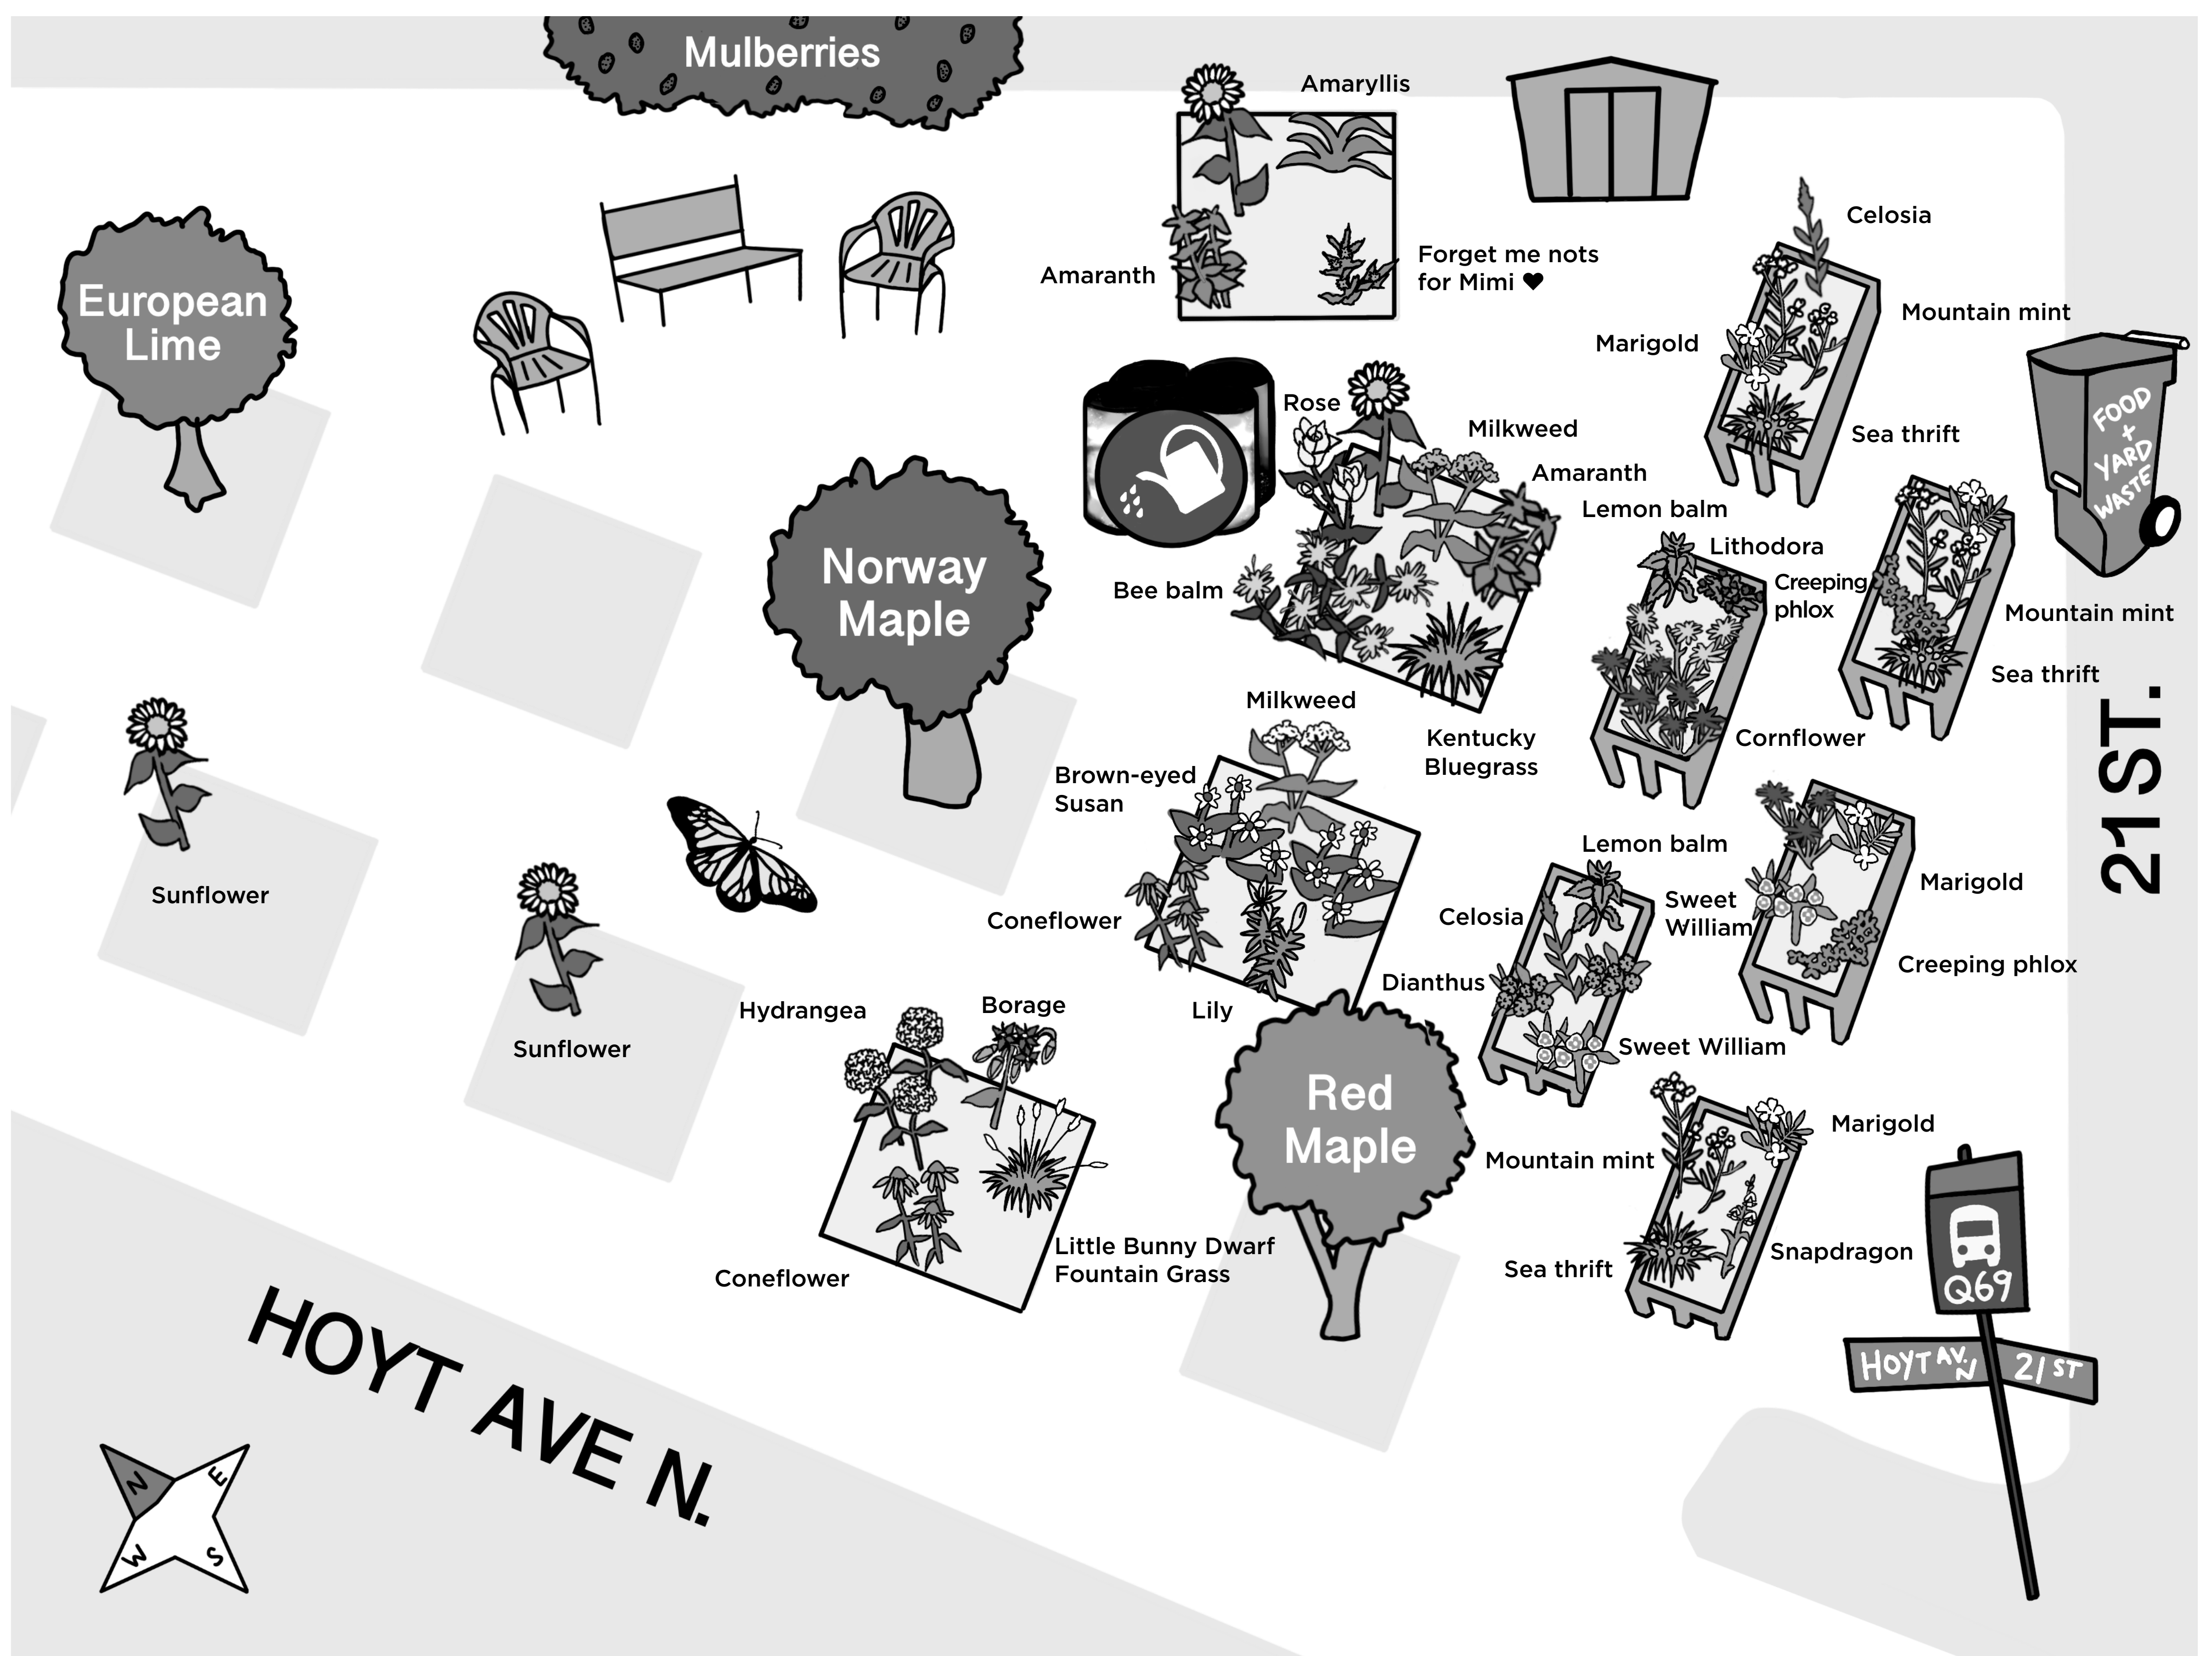 Mulberries
Amaryllis
Celosia
European
Lime
Amaranth
Forget me nots
for Mimi ♥
Mountain mint
Marigold
Rose
Milkweed
Sea thrift
FOOD
+
YARD
WASTE
Amaranth
Lemon balm
Lithodora
Creeping
phlox
Norway
Maple
Bee balm
Mountain mint
Sea thrift
Milkweed
Kentucky
Bluegrass
Cornflower
21 ST.
Brown-eyed
Susan
Lemon balm
Sunflower
Coneflower
Celosia
Sweet
William
Marigold
Hydrangea
Borage
Lily
Dianthus
Creeping phlox
Sunflower
Sweet William
Red
Maple
Marigold
Mountain mint
Coneflower
Little Bunny Dwarf
Fountain Grass
Sea thrift
Snapdragon
Q69
HOYT AV. N
21 ST
HOYT AVE N.
N
E
W
S